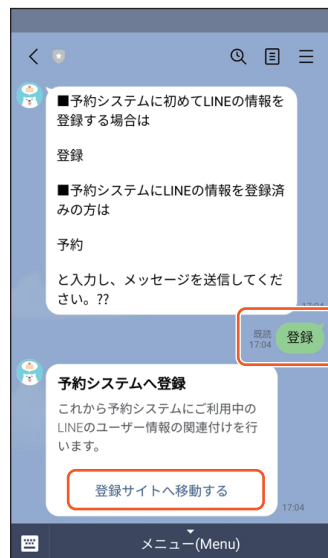 ■予約システムに初めてLINEの情報を
登録する場合は
登録
■予約システムにLINEの情報を登録済
みの方は
予約
と入力し、メッセージを送信してくだ
さい。??
17:04
既読
17:04
登録
予約システムへ登録
これから予約システムにご利用中の
LINEのユーザー情報の関連付けを行
います。
登録サイトへ移動する
17:04
メニュー(Menu)